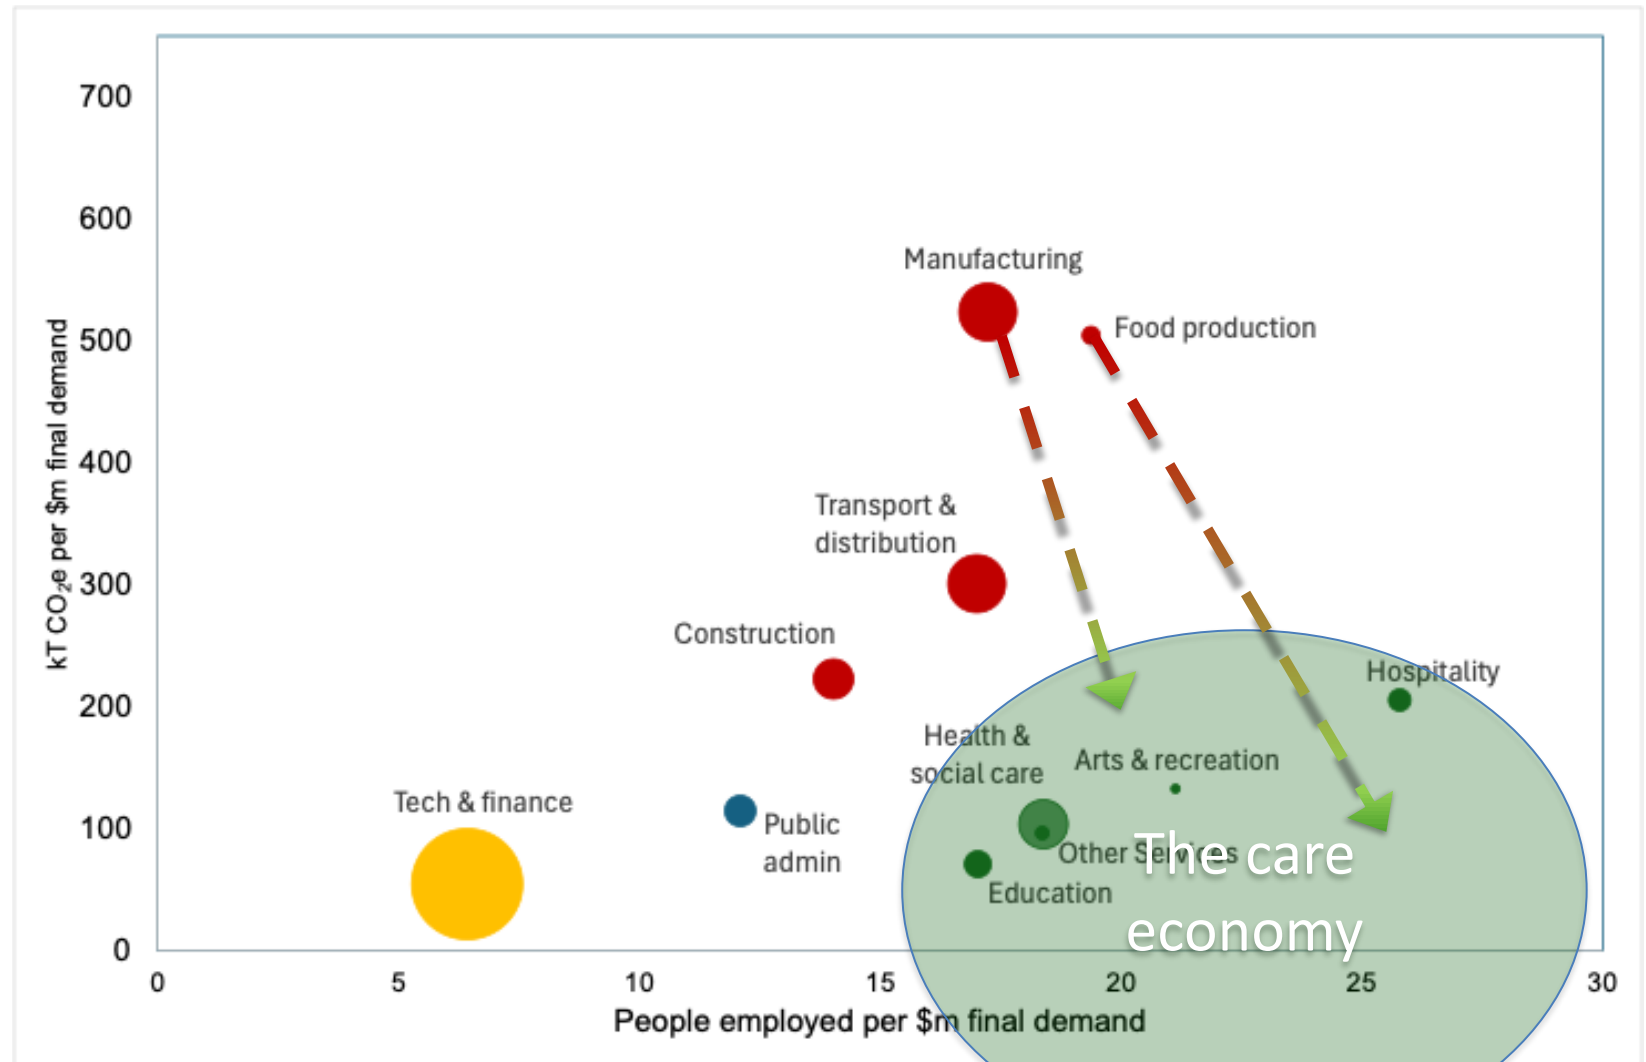 700
600
500
400
300
200
100
0
kT CO₂e per $m final demand
Manufacturing
Food production
Transport &
distribution
Construction
Hospitality
Health &
social care
Arts & recreation
Tech & finance
Public
admin
Other Services
Education
The care
economy
0 5 10 15 20 25 30
People employed per $m final demand